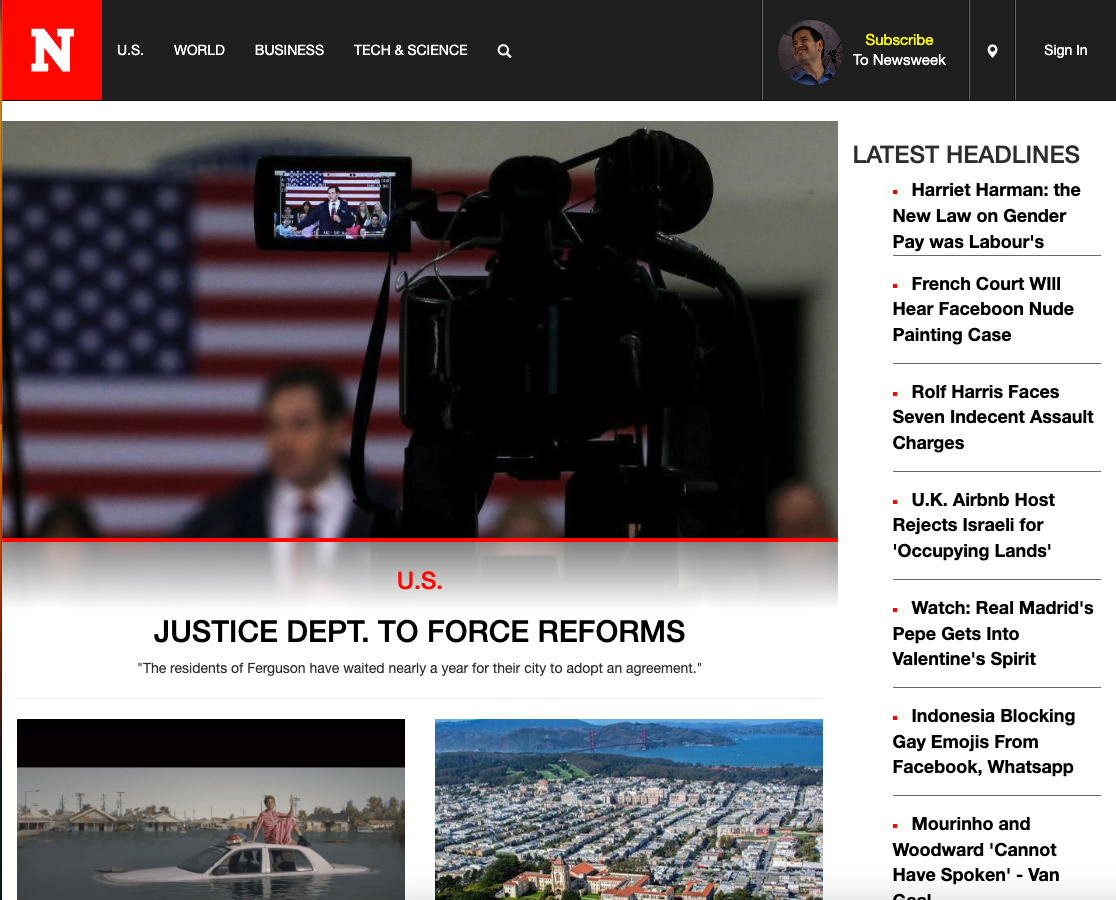 N
U.S.
WORLD
BUSINESS
TECH & SCIENCE
Subscribe
To Newsweek
Sign In
LATEST HEADLINES
Harriet Harman: the
New Law on Gender
Pay was Labour's
French Court WIll
Hear Faceboon Nude
Painting Case
Rolf Harris Faces
Seven Indecent Assault
Charges
U.K. Airbnb Host
Rejects Israeli for
'Occupying Lands'
Watch: Real Madrid's
Pepe Gets Into
Valentine's Spirit
Indonesia Blocking
Gay Emojis From
Facebook, Whatsapp
Mourinho and
Woodward 'Cannot
Have Spoken' - Van
Gaal
U.S.
JUSTICE DEPT. TO FORCE REFORMS
"The residents of Ferguson have waited nearly a year for their city to adopt an agreement."